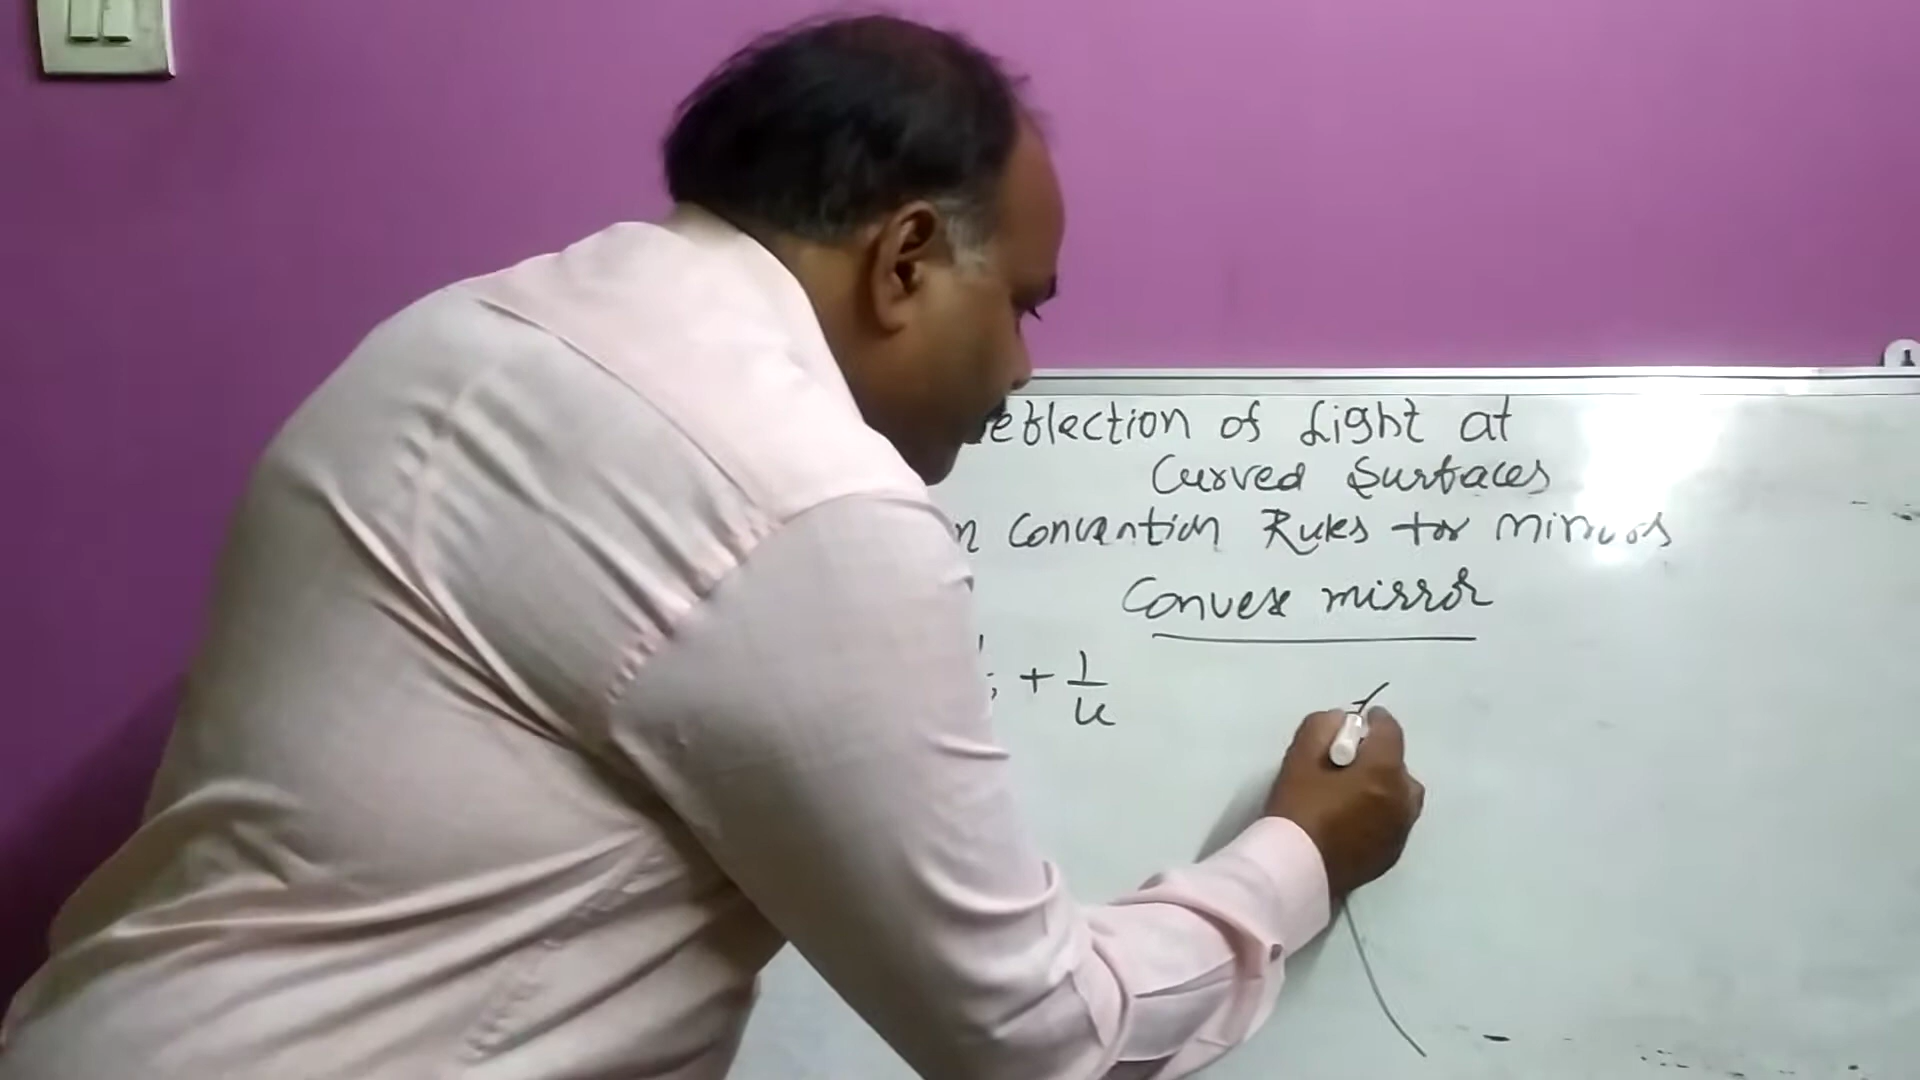 eflection of Light at
Curved Surfaces
n Convention Rules for mirrors
Convex mirror
+ 1/u